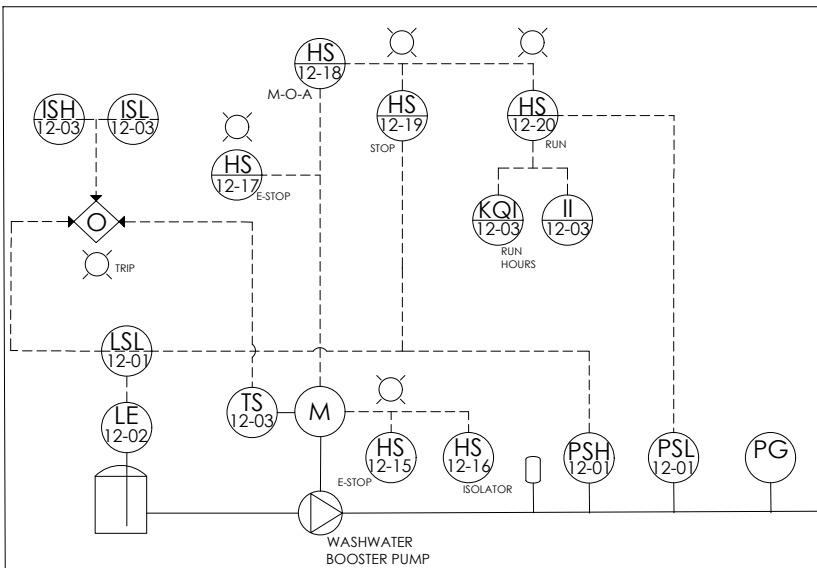 HS
12-18
M-O-A
ISH
12-03
ISL
12-03
HS
12-19
STOP
HS
12-20
RUN
HS
12-17
E-STOP
KQI
12-03
RUN
HOURS
II
12-03
O
TRIP
LSL
12-01
LE
12-02
TS
12-03
M
HS
12-15
E-STOP
HS
12-16
ISOLATOR
PSH
12-01
PSL
12-01
PG
WASHWATER
BOOSTER PUMP